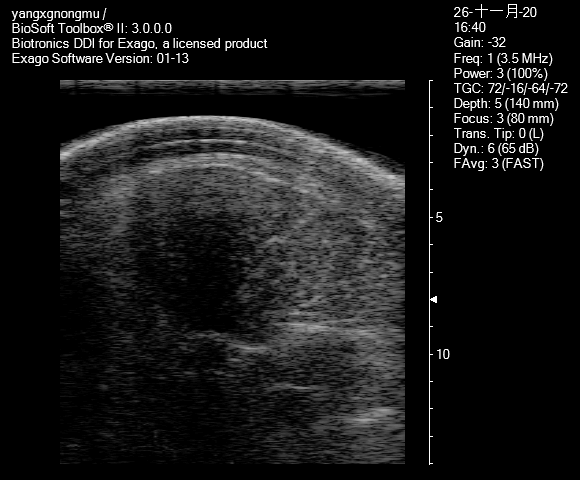 yangxgnongmu /
BioSoft Toolbox® II: 3.0.0.0
Biotronics DDI for Exago, a licensed product
Exago Software Version: 01-13
26-十一月-20
16:40
Gain: -32
Freq: 1 (3.5 MHz)
Power: 3 (100%)
TGC: 72/-16/-64/-72
Depth: 5 (140 mm)
Focus: 3 (80 mm)
Trans. Tip: 0 (L)
Dyn.: 6 (65 dB)
FAvg: 3 (FAST)
5
10